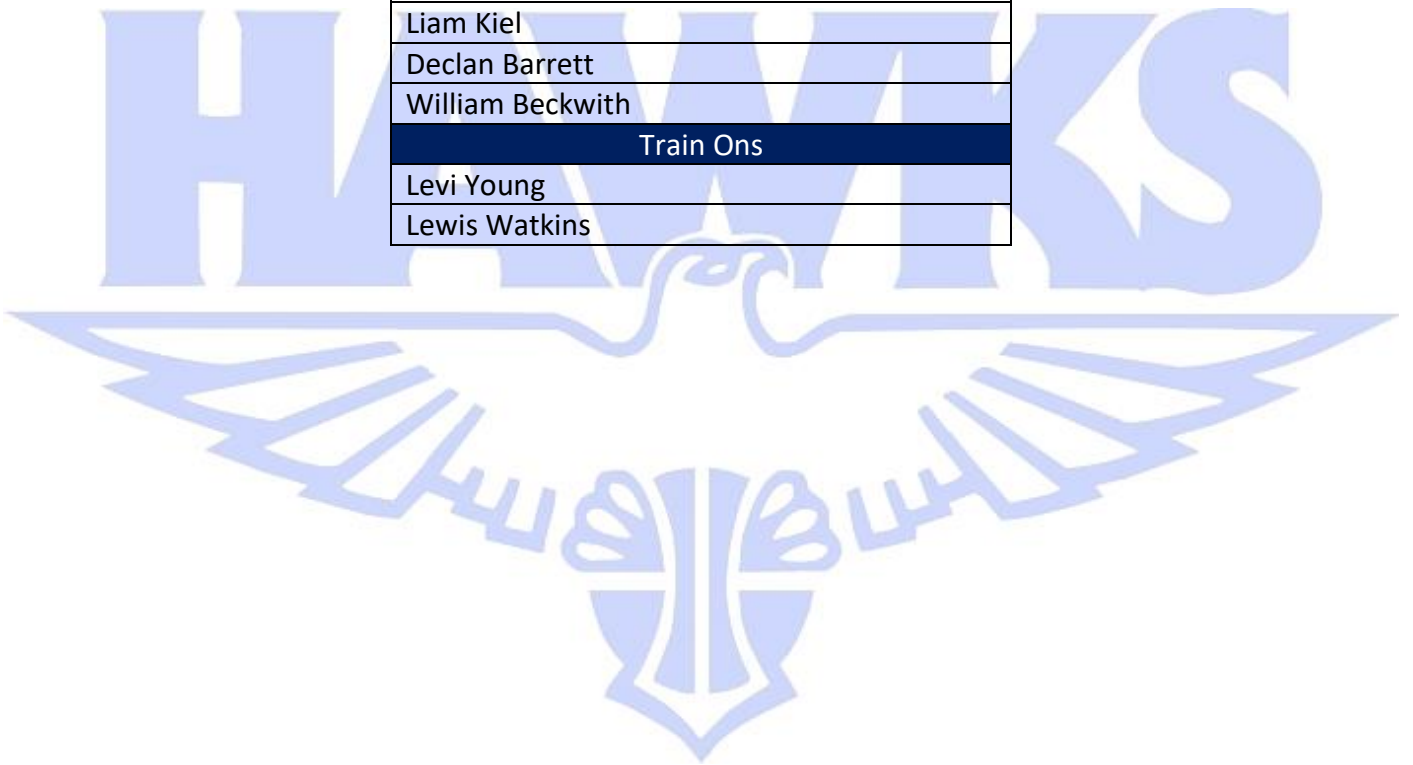 HAWKS
Liam Kiel
Declan Barrett
William Beckwith
Train Ons
Levi Young
Lewis Watkins